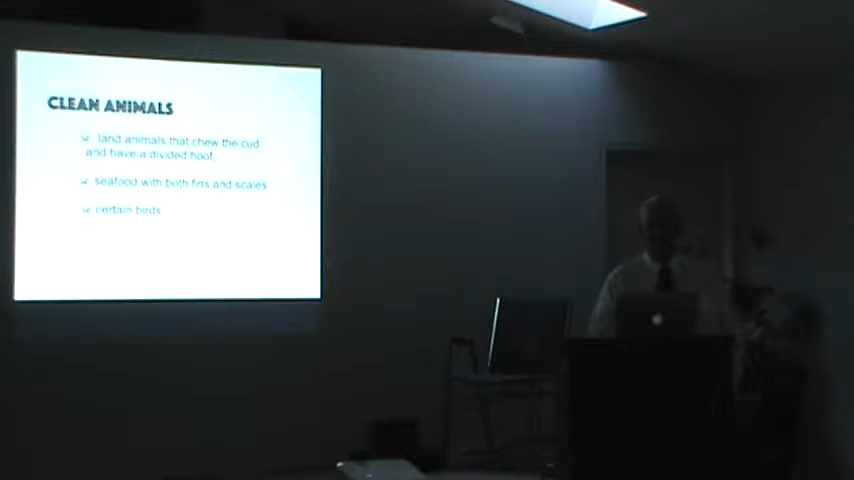 CLEAN ANIMALS
land animals that chew the cud
and have a divided hoof.
seafood with both fins and scales
certain birds